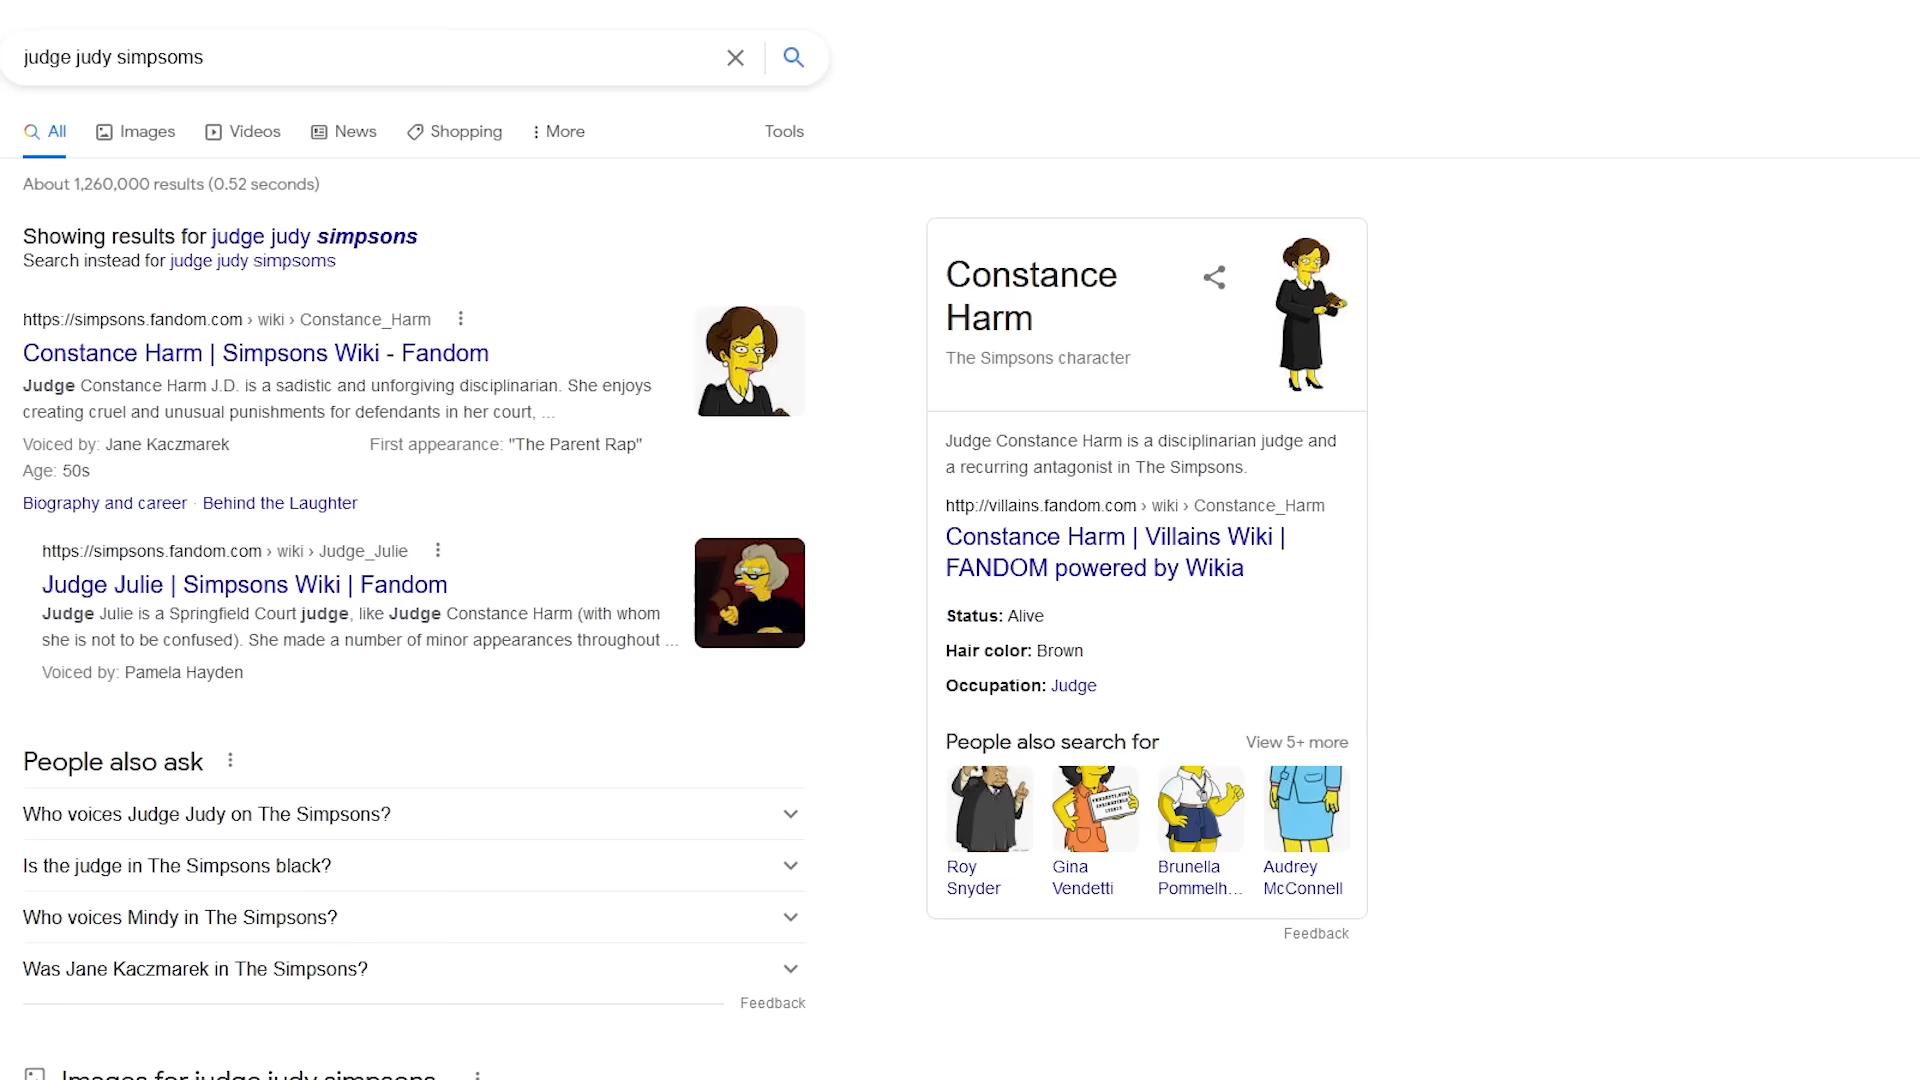 judge judy simpsoms
All
Images
Videos
News
Shopping
More
Tools
About 1,260,000 results (0.52 seconds)
Showing results for judge judy simpsons
Search instead for judge judy simpsoms
https://simpsons.fandom.com › wiki › Constance_Harm
Constance Harm | Simpsons Wiki - Fandom
Judge Constance Harm J.D. is a sadistic and unforgiving disciplinarian. She enjoys
creating cruel and unusual punishments for defendants in her court, ...
Voiced by: Jane Kaczmarek
First appearance: "The Parent Rap"
Age: 50s
Biography and career · Behind the Laughter
https://simpsons.fandom.com › wiki › Judge_Julie
Judge Julie | Simpsons Wiki | Fandom
Judge Julie is a Springfield Court judge, like Judge Constance Harm (with whom
she is not to be confused). She made a number of minor appearances throughout ...
Voiced by: Pamela Hayden
People also ask
Who voices Judge Judy on The Simpsons?
Is the judge in The Simpsons black?
Who voices Mindy in The Simpsons?
Was Jane Kaczmarek in The Simpsons?
Feedback
Images for judge judy simpsons
Constance
Harm
The Simpsons character
Judge Constance Harm is a disciplinarian judge and
a recurring antagonist in The Simpsons.
http://villains.fandom.com › wiki › Constance_Harm
Constance Harm | Villains Wiki |
FANDOM powered by Wikia
Status: Alive
Hair color: Brown
Occupation: Judge
People also search for
View 5+ more
Roy
Snyder
Gina
Vendetti
Brunella
Pommelh...
Audrey
McConnell
Feedback